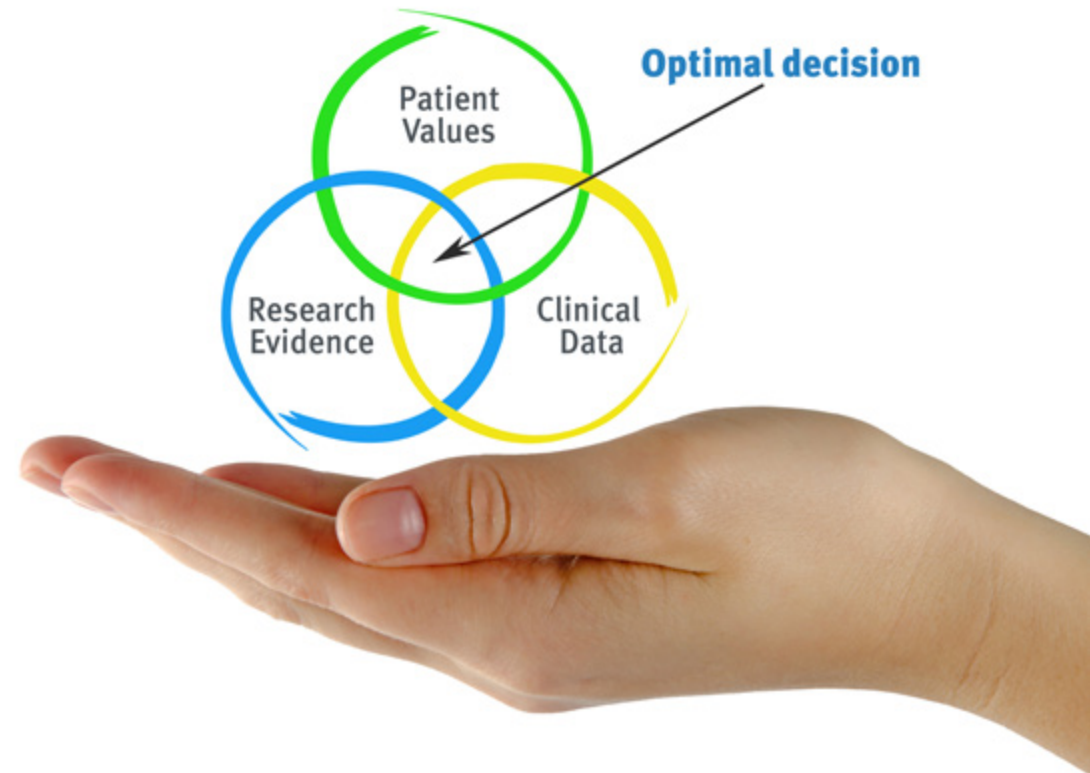 Optimal decision
Patient
Values
Research
Evidence
Clinical
Data